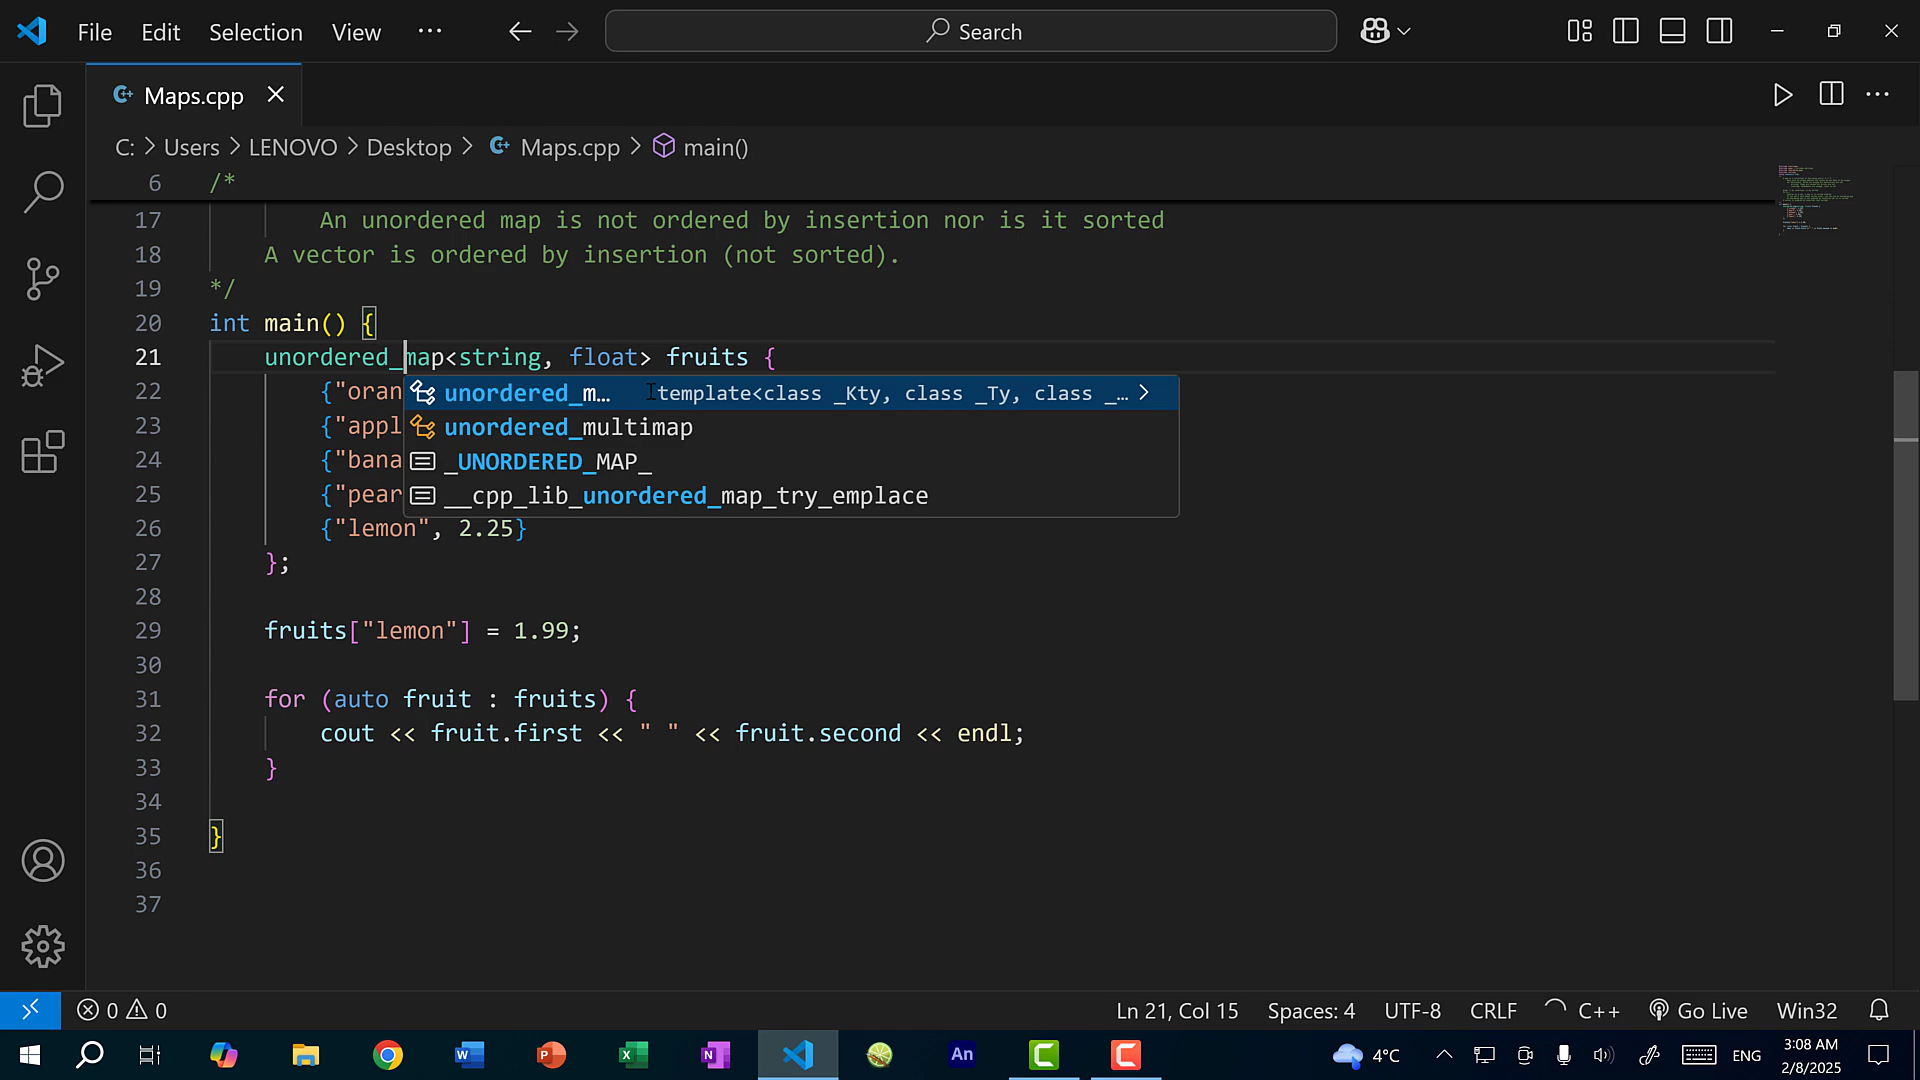 File Edit Selection View ··· Search
Maps.cpp
C: > Users > LENOVO > Desktop > Maps.cpp > main()
6 /*
17 An unordered map is not ordered by insertion nor is it sorted
18 A vector is ordered by insertion (not sorted).
19 */
20 int main() {
21 unordered_map<string, float> fruits {
22 {"oran
unordered_m... template<class _Kty, class _Ty, class _… >
23 {"appl
unordered_multimap
24 {"bana
_UNORDERED_MAP_
25 {"pear
__cpp_lib_unordered_map_try_emplace
26 {"lemon", 2.25}
27 };
28
29 fruits["lemon"] = 1.99;
30
31 for (auto fruit : fruits) {
32 cout << fruit.first << " " << fruit.second << endl;
33 }
34
35 }
36
37
0 0 Ln 21, Col 15 Spaces: 4 UTF-8 CRLF C++ Go Live Win32
An 4°C ENG 3:08 AM
2/8/2025